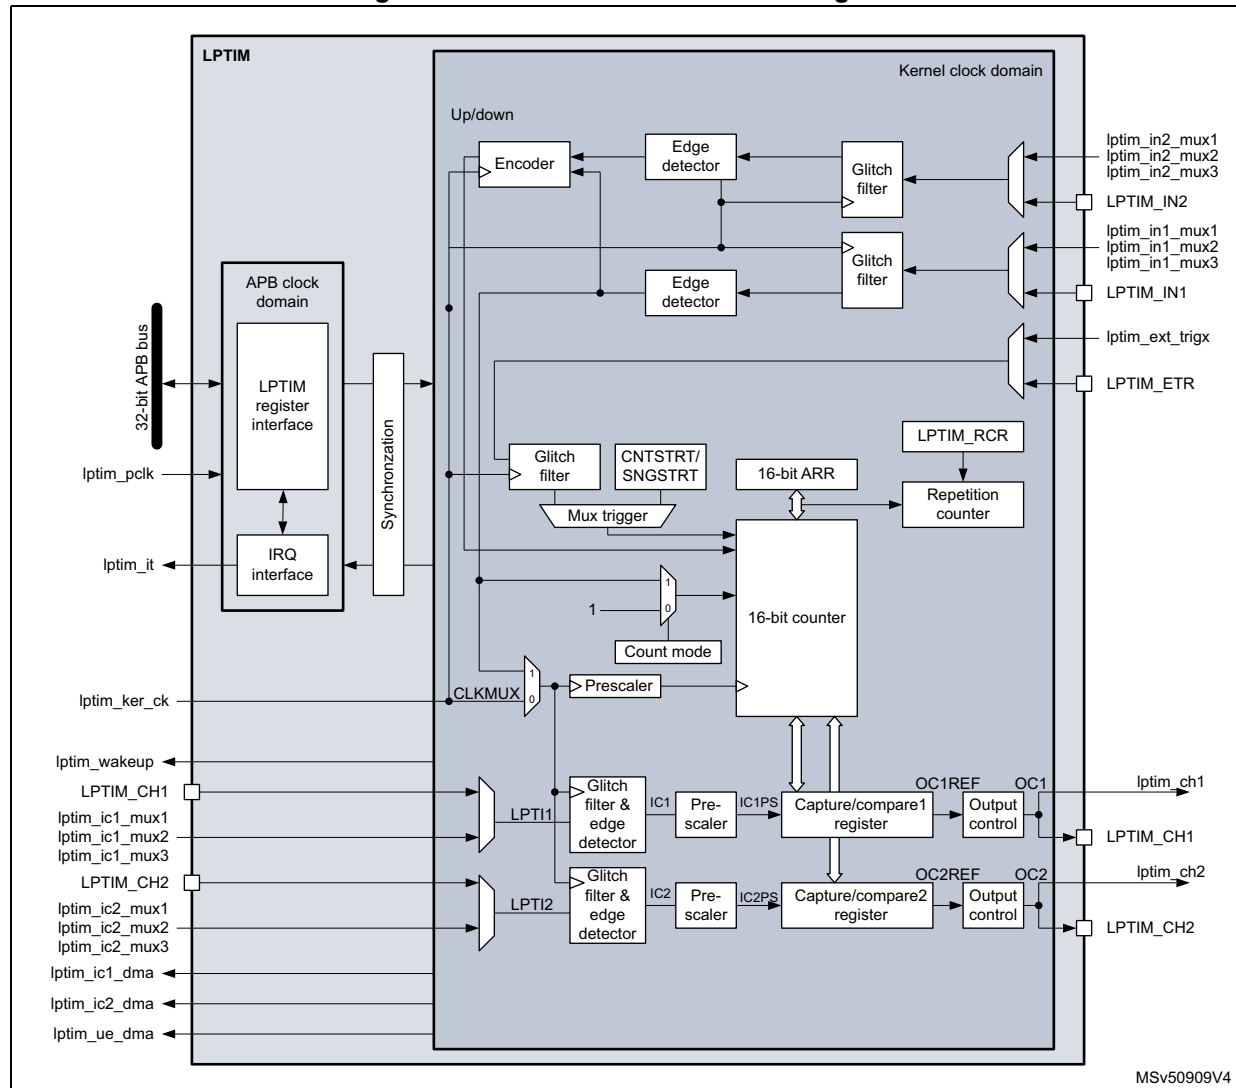 LPTIM
Kernel clock domain
Up/down
Encoder
Edge
detector
Glitch
filter
lptim_in2_mux1
lptim_in2_mux2
lptim_in2_mux3
LPTIM_IN2
Edge
detector
Glitch
filter
lptim_in1_mux1
lptim_in1_mux2
lptim_in1_mux3
LPTIM_IN1
lptim_ext_trigx
LPTIM_ETR
APB clock
domain
32-bit APB bus
LPTIM
register
interface
Synchronzation
lptim_pclk
IRQ
interface
lptim_it
Glitch
filter
CNTSTRT/
SNGSTRT
Mux trigger
16-bit ARR
LPTIM_RCR
Repetition
counter
1
1
0
Count mode
16-bit counter
lptim_ker_ck
CLKMUX
1
0
Prescaler
lptim_wakeup
LPTIM_CH1
lptim_ic1_mux1
lptim_ic1_mux2
lptim_ic1_mux3
LPTI1
Glitch
filter &
edge
detector
IC1
Pre-
scaler
IC1PS
Capture/compare1
register
OC1REF
Output
control
OC1
lptim_ch1
LPTIM_CH1
LPTIM_CH2
lptim_ic2_mux1
lptim_ic2_mux2
lptim_ic2_mux3
LPTI2
Glitch
filter &
edge
detector
IC2
Pre-
scaler
IC2PS
Capture/compare2
register
OC2REF
Output
control
OC2
lptim_ch2
LPTIM_CH2
lptim_ic1_dma
lptim_ic2_dma
lptim_ue_dma
MSv50909V4